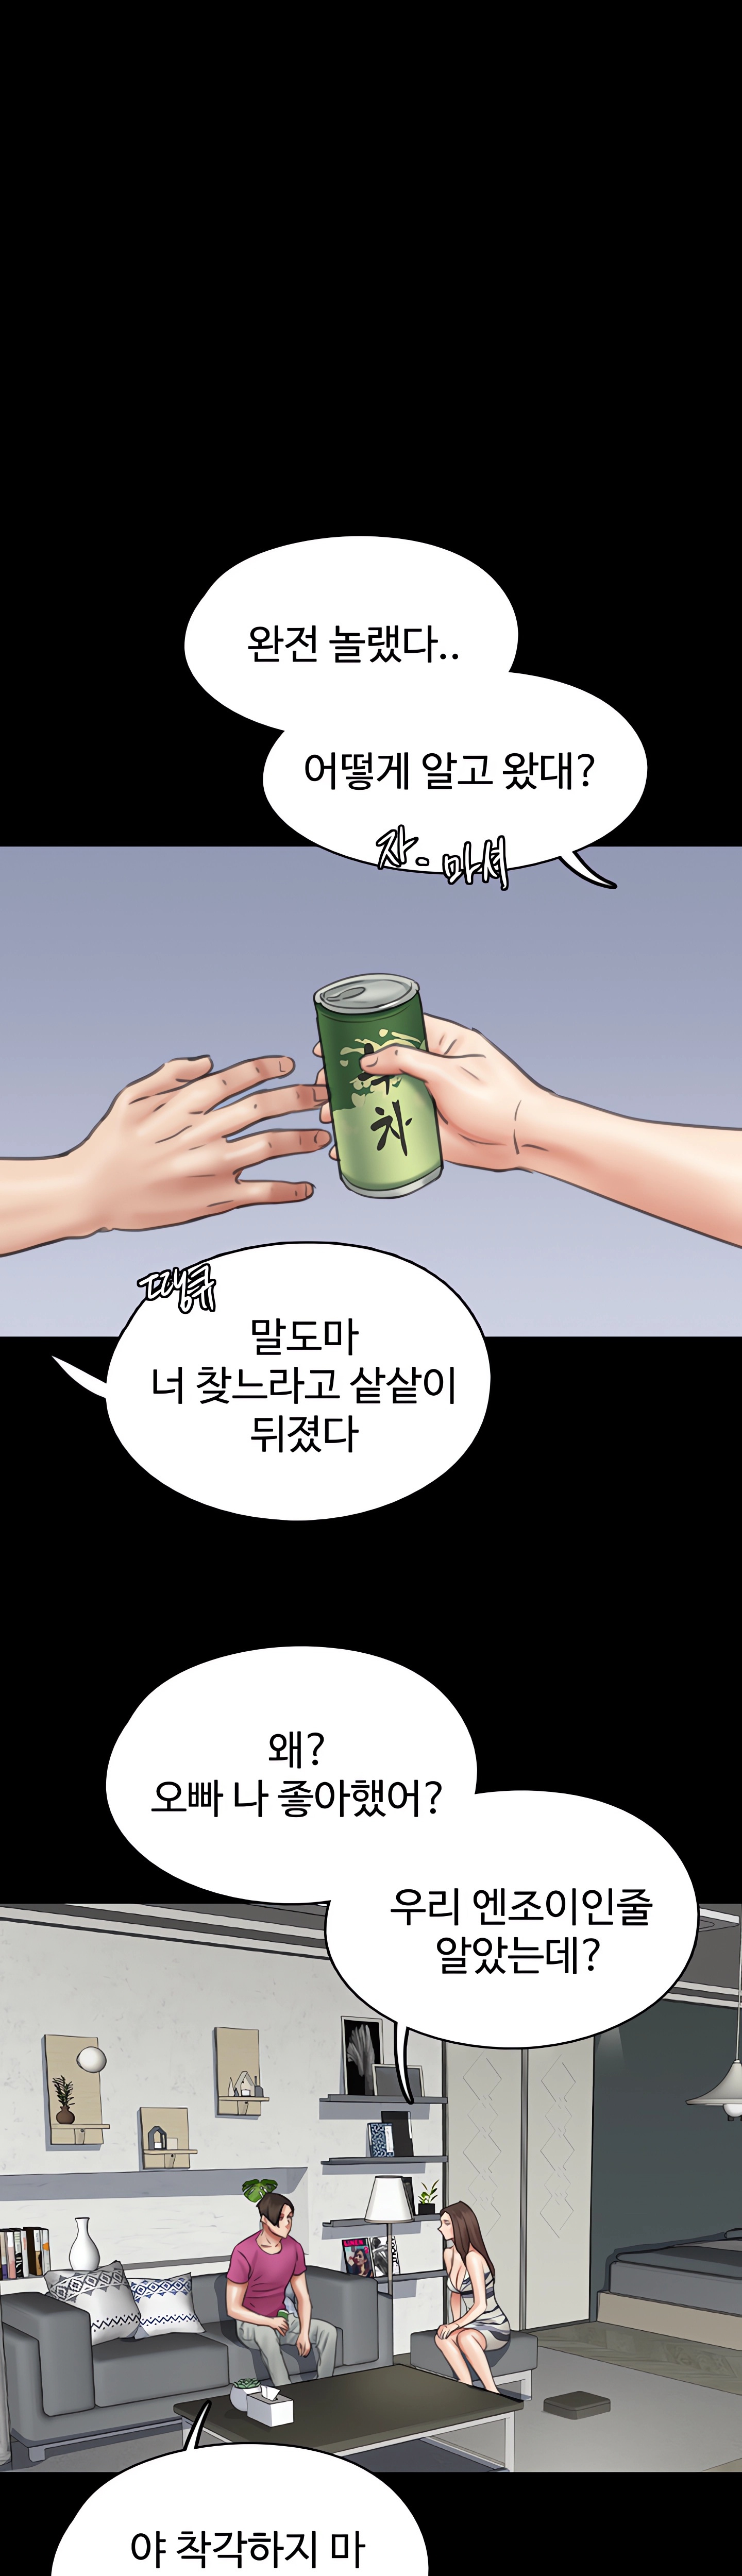 완전 놀랬다..
어떻게 알고 왔대?
자. 마셔
차
땡큐
말도마
너 찾느라고 샅샅이
뒤졌다
왜?
오빠 나 좋아했어?
우리 엔조이인줄
알았는데?
야 착각하지 마